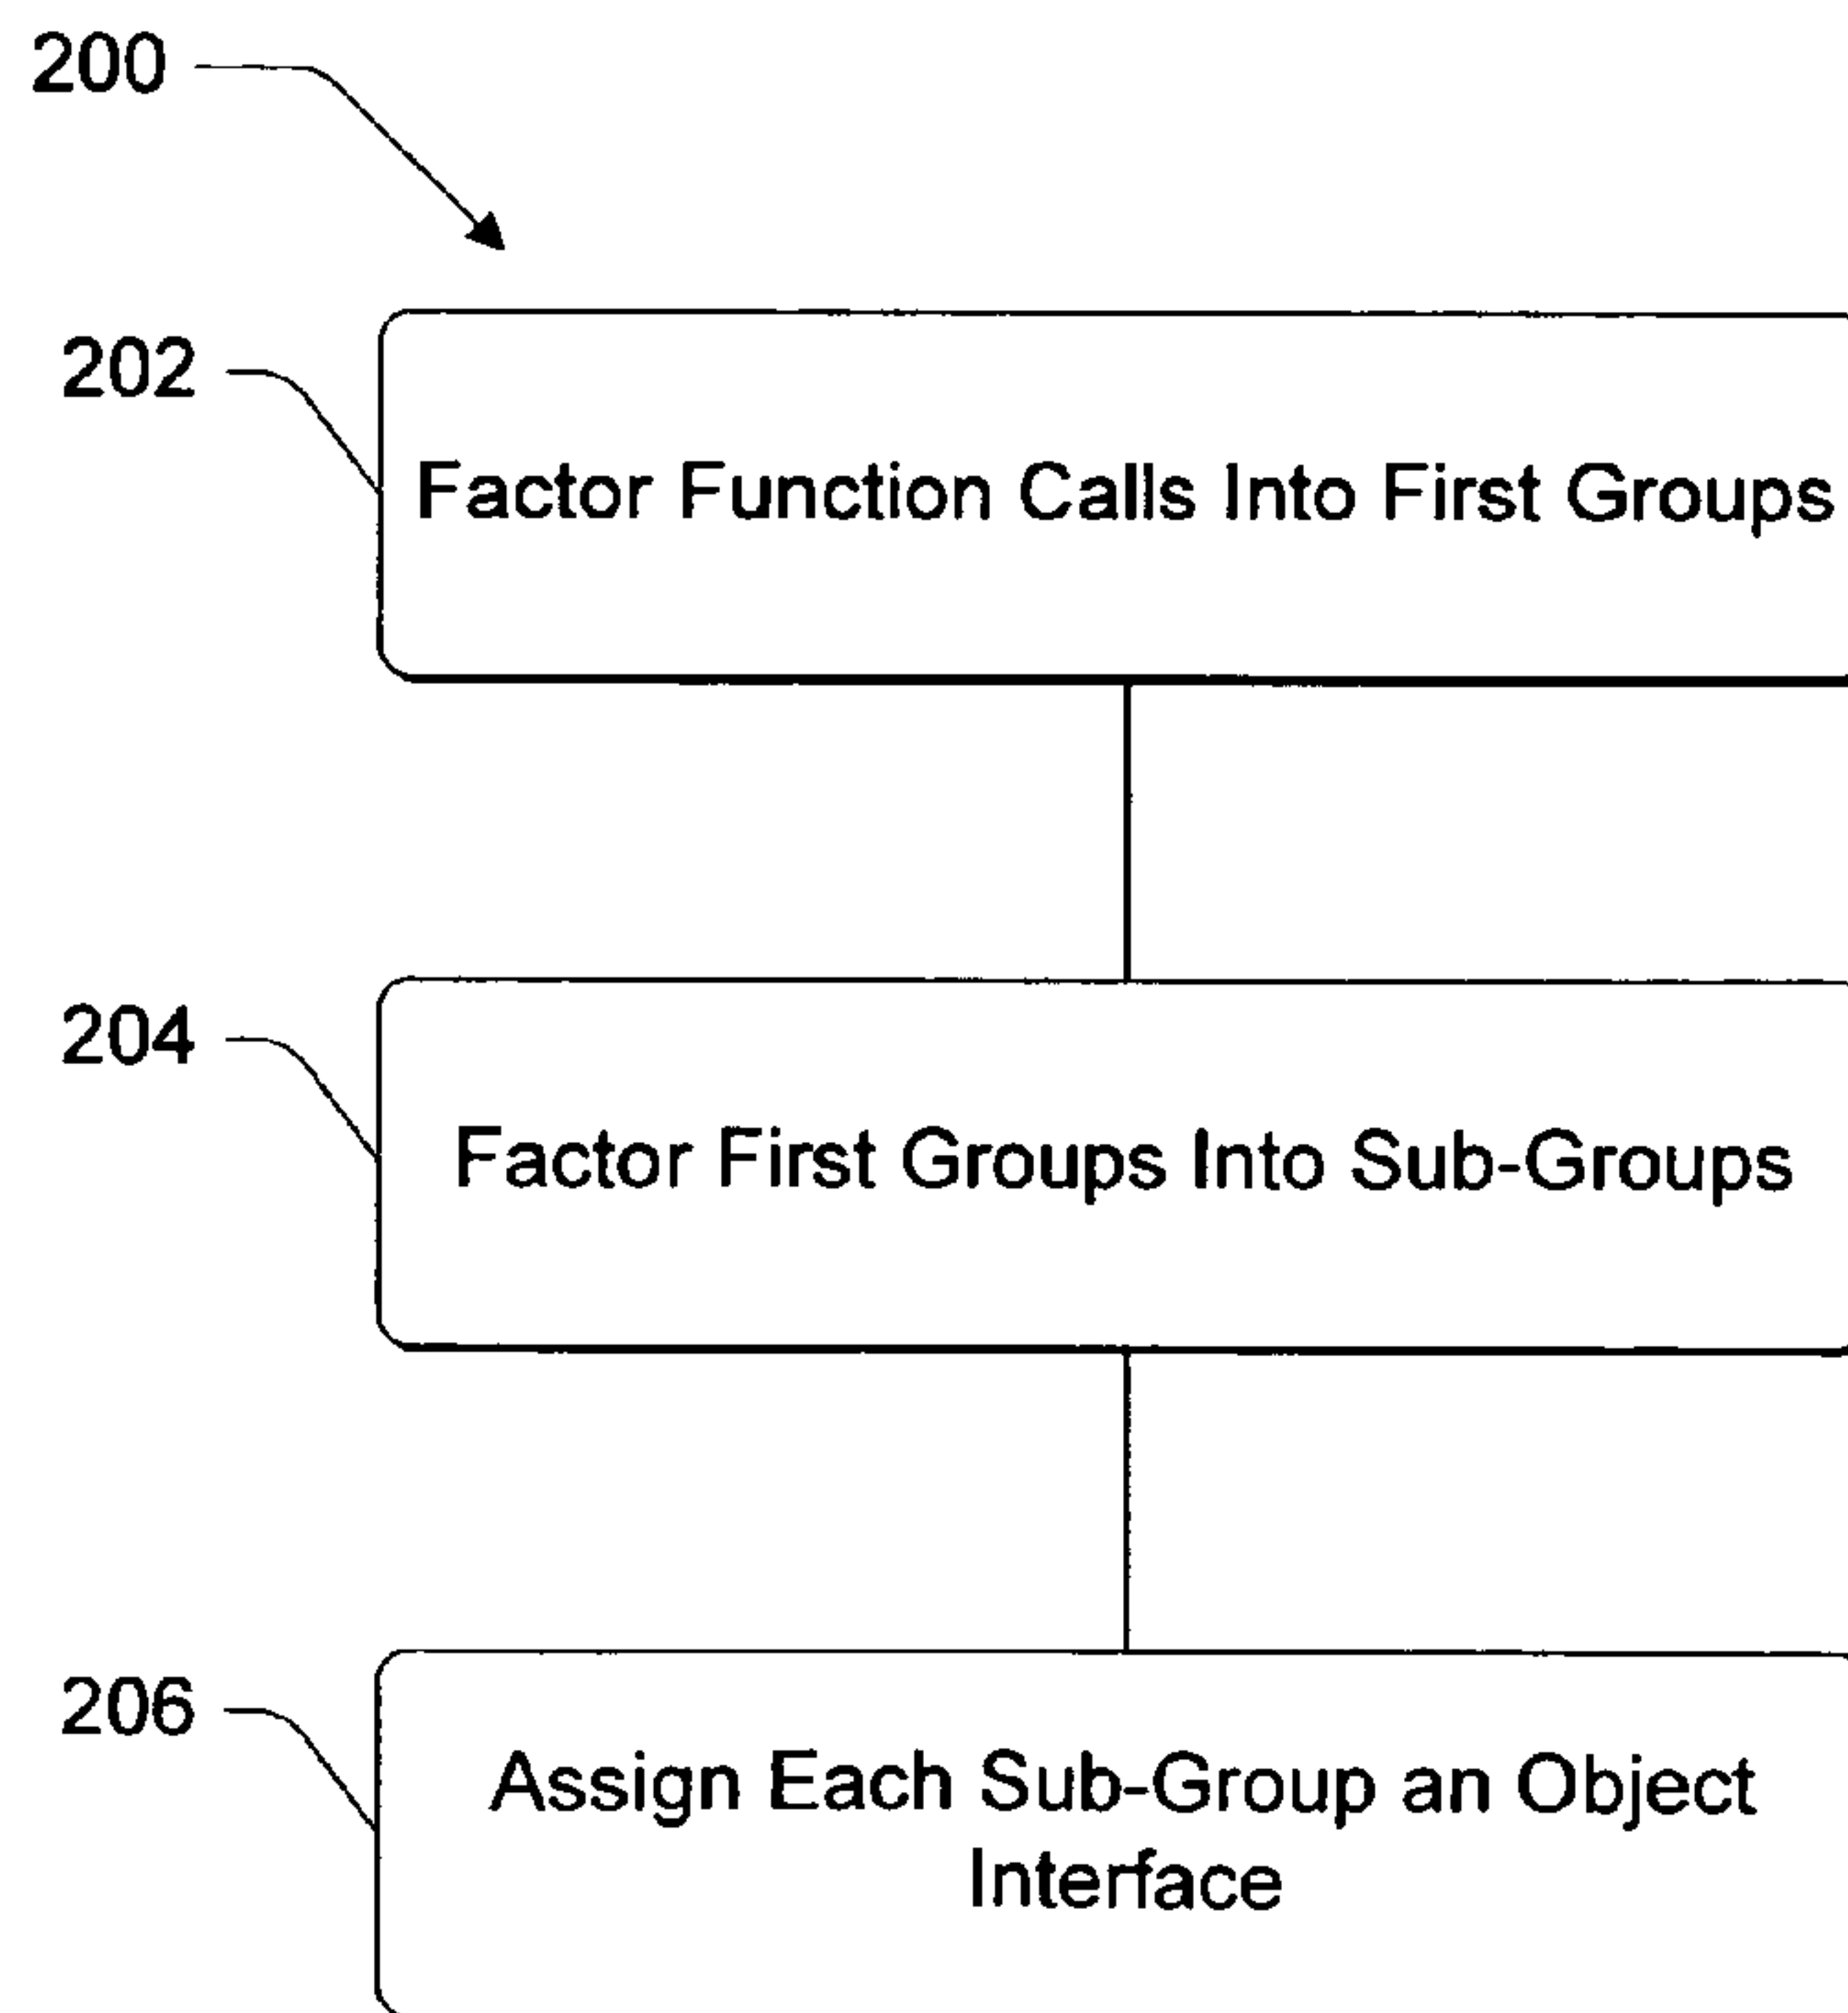 200
202
Factor Function Calls Into First Groups
204
Factor First Groups Into Sub-Groups
206
Assign Each Sub-Group an Object
Interface